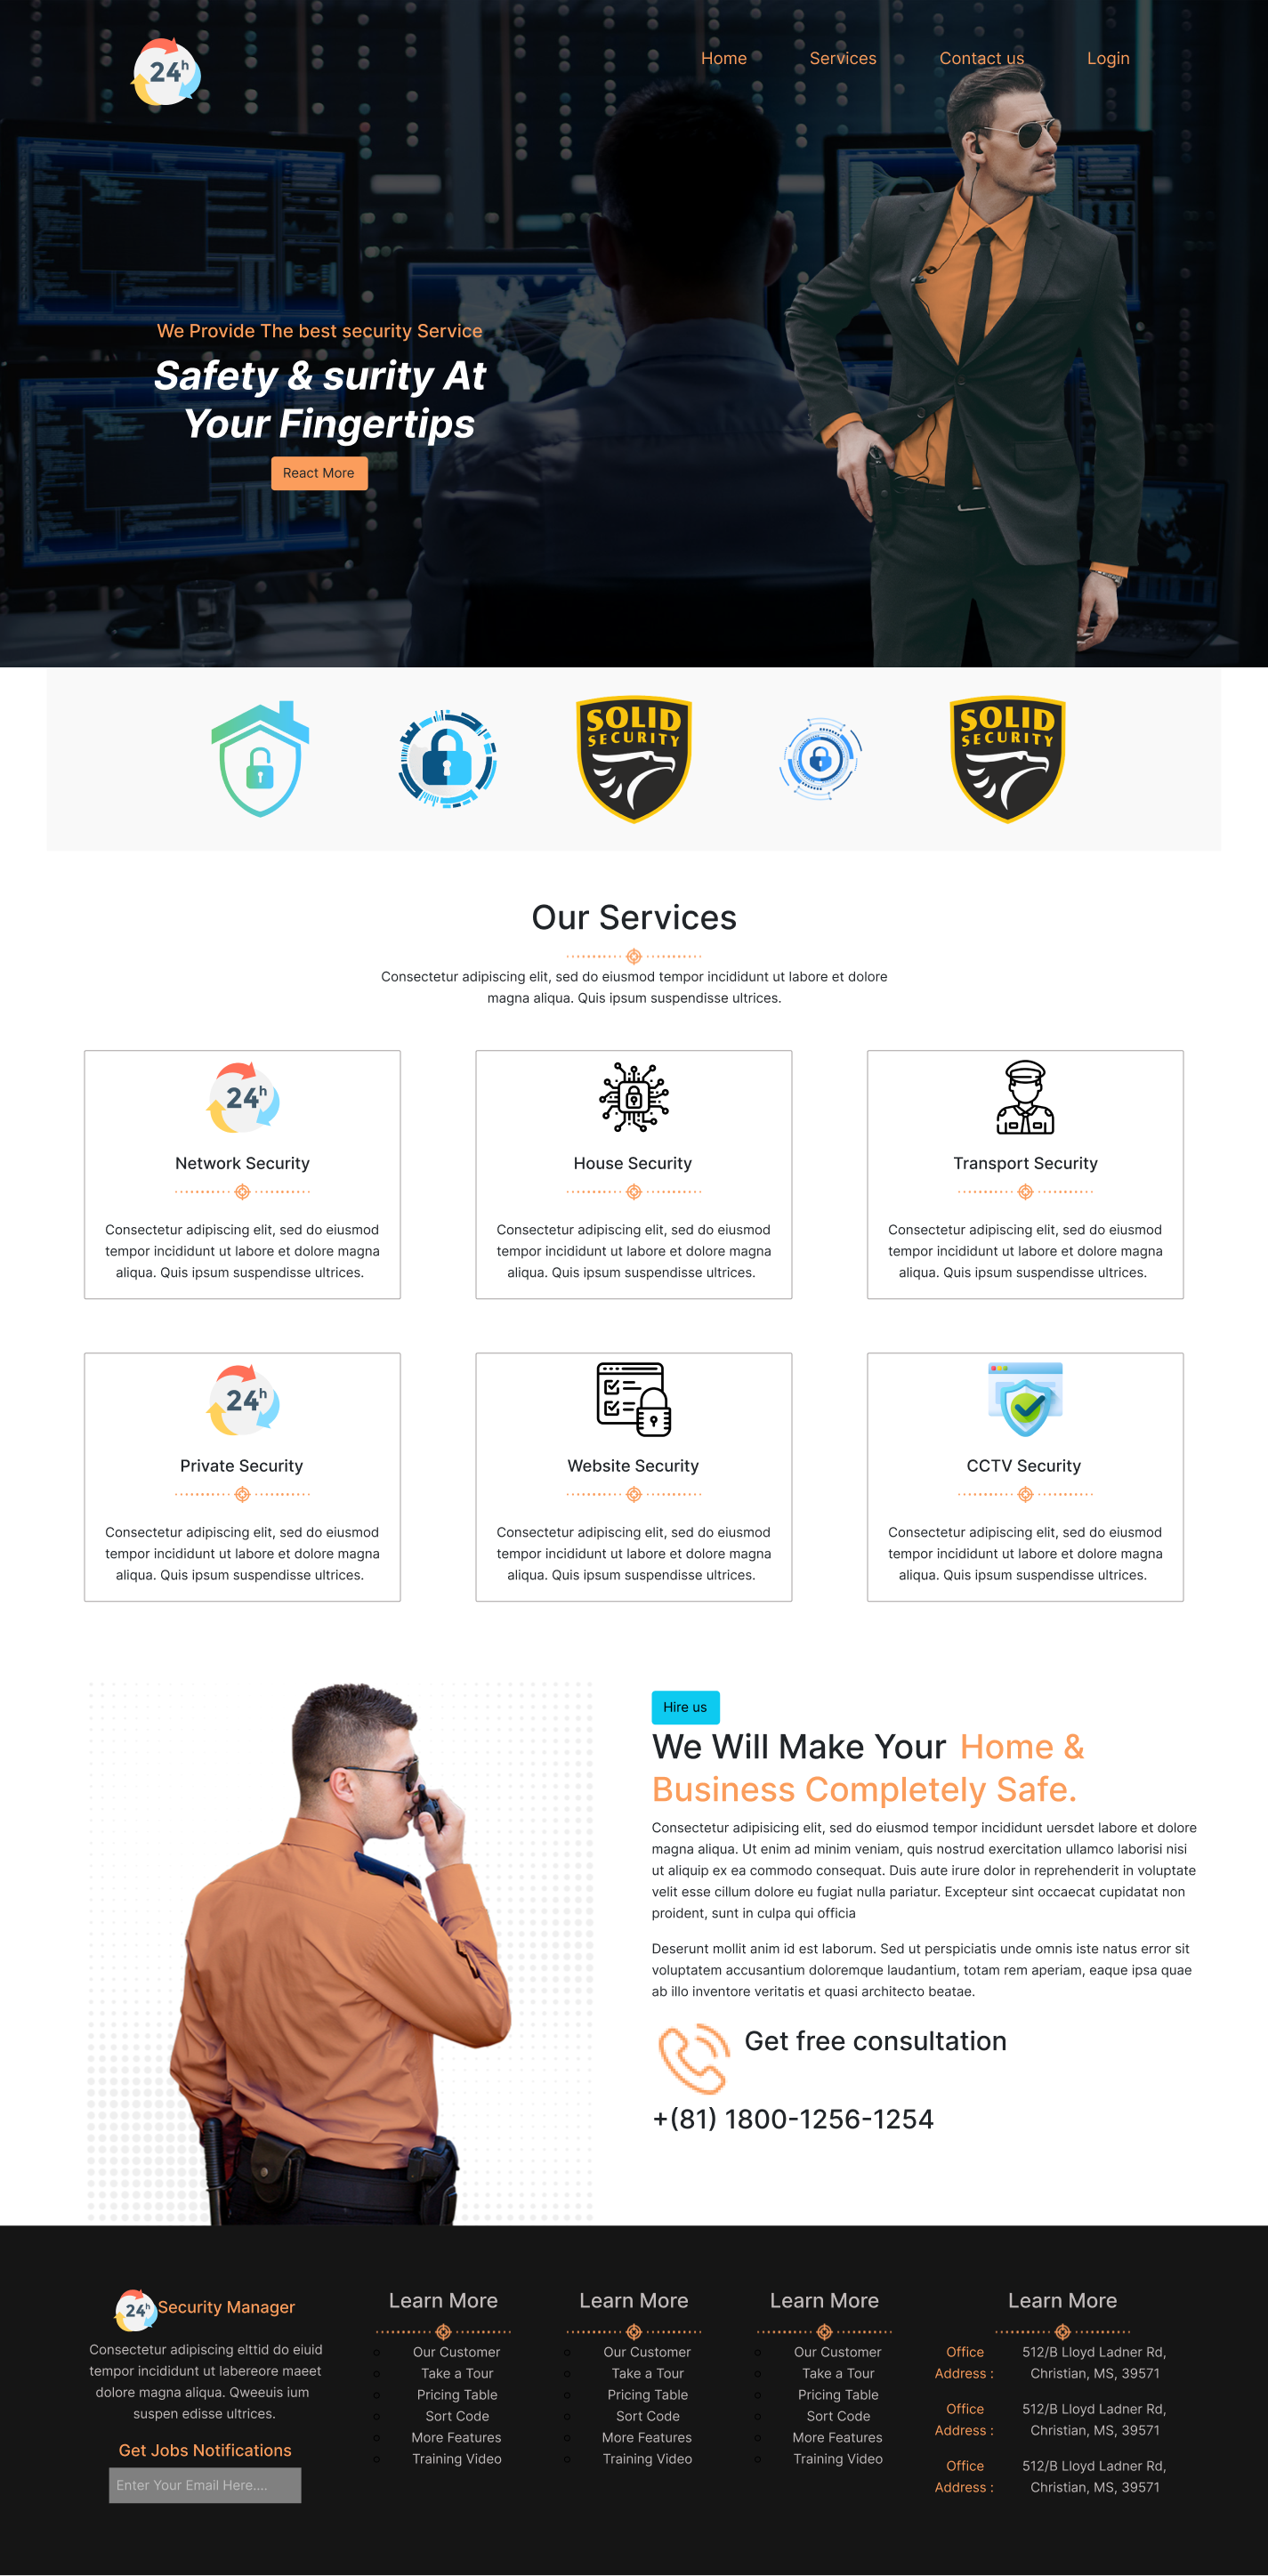 24h
Home
Services
Contact us
Login
We Provide The best security Service
Safety & surity At
Your Fingertips
React More
SOLID
SECURITY
SOLID
SECURITY
Our Services
Consectetur adipiscing elit, sed do eiusmod tempor incididunt ut labore et dolore
magna aliqua. Quis ipsum suspendisse ultrices.
24h
Network Security
Consectetur adipiscing elit, sed do eiusmod
tempor incididunt ut labore et dolore magna
aliqua. Quis ipsum suspendisse ultrices.
House Security
Consectetur adipiscing elit, sed do eiusmod
tempor incididunt ut labore et dolore magna
aliqua. Quis ipsum suspendisse ultrices.
Transport Security
Consectetur adipiscing elit, sed do eiusmod
tempor incididunt ut labore et dolore magna
aliqua. Quis ipsum suspendisse ultrices.
24h
Private Security
Consectetur adipiscing elit, sed do eiusmod
tempor incididunt ut labore et dolore magna
aliqua. Quis ipsum suspendisse ultrices.
Website Security
Consectetur adipiscing elit, sed do eiusmod
tempor incididunt ut labore et dolore magna
aliqua. Quis ipsum suspendisse ultrices.
CCTV Security
Consectetur adipiscing elit, sed do eiusmod
tempor incididunt ut labore et dolore magna
aliqua. Quis ipsum suspendisse ultrices.
Hire us
We Will Make Your Home &
Business Completely Safe.
Consectetur adipisicing elit, sed do eiusmod tempor incididunt uersdet labore et dolore
magna aliqua. Ut enim ad minim veniam, quis nostrud exercitation ullamco laborisi nisi
ut aliquip ex ea commodo consequat. Duis aute irure dolor in reprehenderit in voluptate
velit esse cillum dolore eu fugiat nulla pariatur. Excepteur sint occaecat cupidatat non
proident, sunt in culpa qui officia
Deserunt mollit anim id est laborum. Sed ut perspiciatis unde omnis iste natus error sit
voluptatem accusantium doloremque laudantium, totam rem aperiam, eaque ipsa quae
ab illo inventore veritatis et quasi architecto beatae.
Get free consultation
+(81) 1800-1256-1254
24h
Security Manager
Consectetur adipiscing elttid do eiuid
tempor incididunt ut labereore maeet
dolore magna aliqua. Qweeuis ium
suspen edisse ultrices.
Get Jobs Notifications
Enter Your Email Here....
Learn More
Our Customer
Take a Tour
Pricing Table
Sort Code
More Features
Training Video
Learn More
Our Customer
Take a Tour
Pricing Table
Sort Code
More Features
Training Video
Learn More
Our Customer
Take a Tour
Pricing Table
Sort Code
More Features
Training Video
Learn More
Office
Address :
512/B Lloyd Ladner Rd,
Christian, MS, 39571
Office
Address :
512/B Lloyd Ladner Rd,
Christian, MS, 39571
Office
Address :
512/B Lloyd Ladner Rd,
Christian, MS, 39571